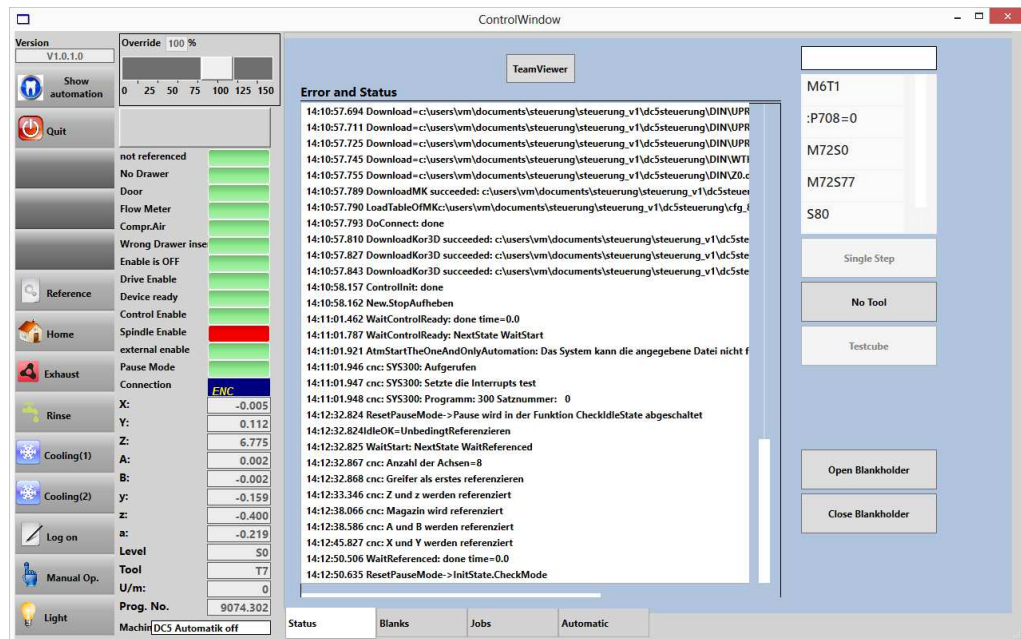 ControlWindow
Version
V1.0.1.0
Show automation
Quit
Reference
Home
Exhaust
Rinse
Cooling(1)
Cooling(2)
Log on
Manual Op.
Light
Override 100 %
0 25 50 75 100 125 150
not referenced
No Drawer
Door
Flow Meter
Compr.Air
Wrong Drawer inse
Enable is OFF
Drive Enable
Device ready
Control Enable
Spindle Enable
external enable
Pause Mode
Connection ENC
X: -0.005
Y: 0.112
Z: 6.775
A: 0.002
B: -0.002
y: -0.159
z: -0.400
a: -0.219
Level S0
Tool T7
U/m: 0
Prog. No. 9074.302
Machin DC5 Automatik off
TeamViewer
Error and Status
14:10:57.694 Download=c:\users\vm\documents\steuerung\steuerung_v1\dc5steuerung\DIN\UPR
14:10:57.711 Download=c:\users\vm\documents\steuerung\steuerung_v1\dc5steuerung\DIN\UPR
14:10:57.725 Download=c:\users\vm\documents\steuerung\steuerung_v1\dc5steuerung\DIN\UPR
14:10:57.745 Download=c:\users\vm\documents\steuerung\steuerung_v1\dc5steuerung\DIN\WTI
14:10:57.755 Download=c:\users\vm\documents\steuerung\steuerung_v1\dc5steuerung\DIN\Z0.c
14:10:57.789 DownloadMK succeeded: c:\users\vm\documents\steuerung\steuerung_v1\dc5steuer
14:10:57.790 LoadTableOfMKc:\users\vm\documents\steuerung\steuerung_v1\dc5steuerung\cfg_8
14:10:57.793 DoConnect: done
14:10:57.810 DownloadKor3D succeeded: c:\users\vm\documents\steuerung\steuerung_v1\dc5ste
14:10:57.827 DownloadKor3D succeeded: c:\users\vm\documents\steuerung\steuerung_v1\dc5ste
14:10:57.843 DownloadKor3D succeeded: c:\users\vm\documents\steuerung\steuerung_v1\dc5ste
14:10:58.157 ControlInit: done
14:10:58.162 New.StopAufheben
14:11:01.462 WaitControlReady: done time=0.0
14:11:01.787 WaitControlReady: NextState WaitStart
14:11:01.921 AtmStartTheOneAndOnlyAutomation: Das System kann die angegebene Datei nicht f
14:11:01.946 cnc: SYS300: Aufgerufen
14:11:01.947 cnc: SYS300: Setzte die Interrupts test
14:11:01.948 cnc: SYS300: Programm: 300 Satznummer: 0
14:12:32.824 ResetPauseMode->Pause wird in der Funktion CheckIdleState abgeschaltet
14:12:32.824IdleOK=UnbedingtReferenzieren
14:12:32.825 WaitStart: NextState WaitReferenced
14:12:32.867 cnc: Anzahl der Achsen=8
14:12:32.868 cnc: Greifer als erstes referenzieren
14:12:33.346 cnc: Z und z werden referenziert
14:12:38.066 cnc: Magazin wird referenziert
14:12:38.586 cnc: A und B werden referenziert
14:12:45.827 cnc: X und Y werden referenziert
14:12:50.506 WaitReferenced: done time=0.0
14:12:50.635 ResetPauseMode->InitState.CheckMode
M6T1
:P708=0
M72S0
M72S77
S80
Single Step
No Tool
Testcube
Open Blankholder
Close Blankholder
Status Blanks Jobs Automatic